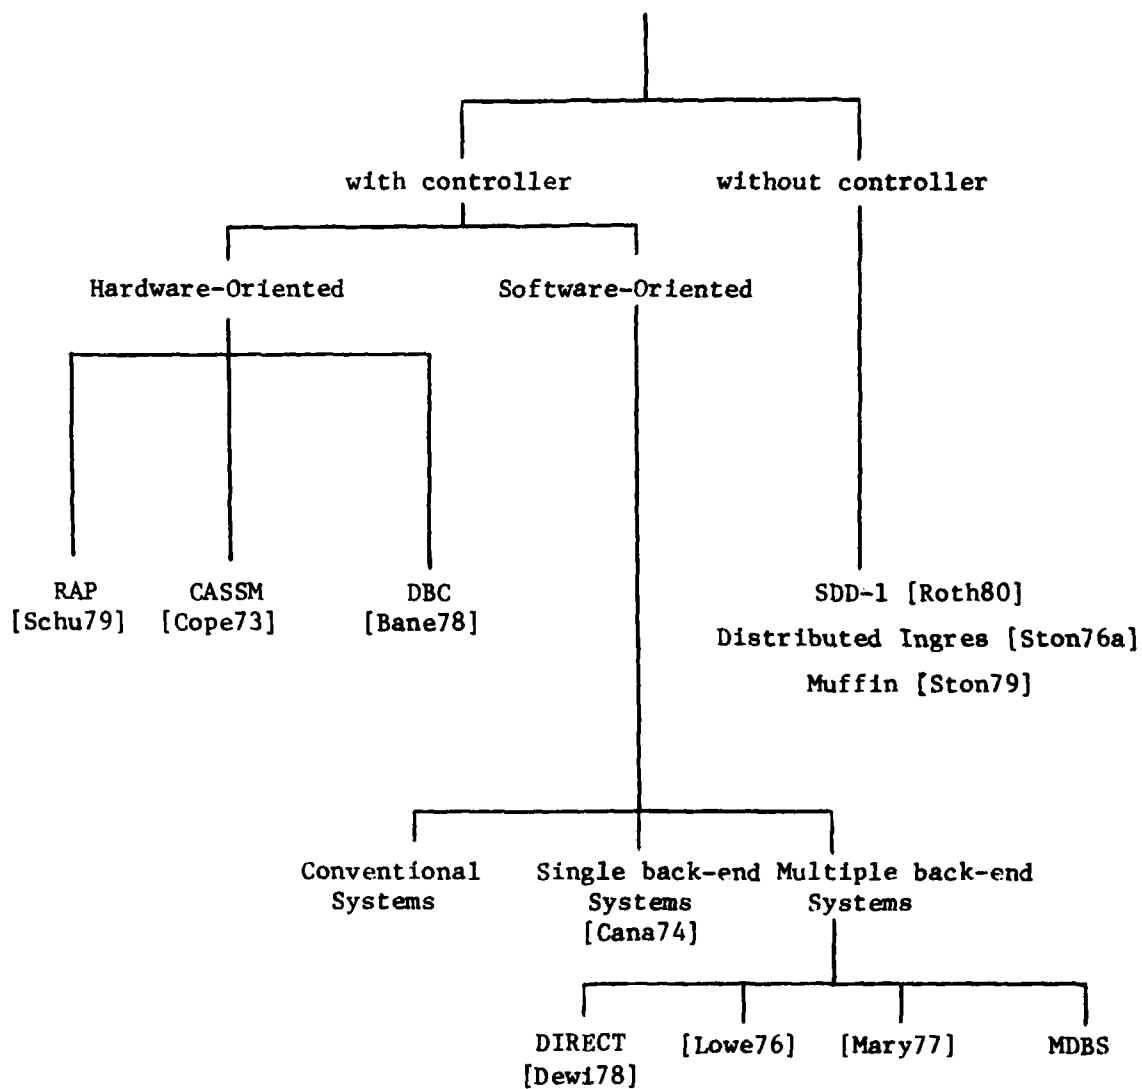 with controller
without controller
Hardware-Oriented
Software-Oriented
RAP
[Schu79]
CASSM
[Cope73]
DBC
[Bane78]
SDD-1 [Roth80]
Distributed Ingres [Ston76a]
Muffin [Ston79]
Conventional
Systems
Single back-end
Systems
[Cana74]
Multiple back-end
Systems
DIRECT
[Dewi78]
[Lowe76]
[Mary77]
MDBS